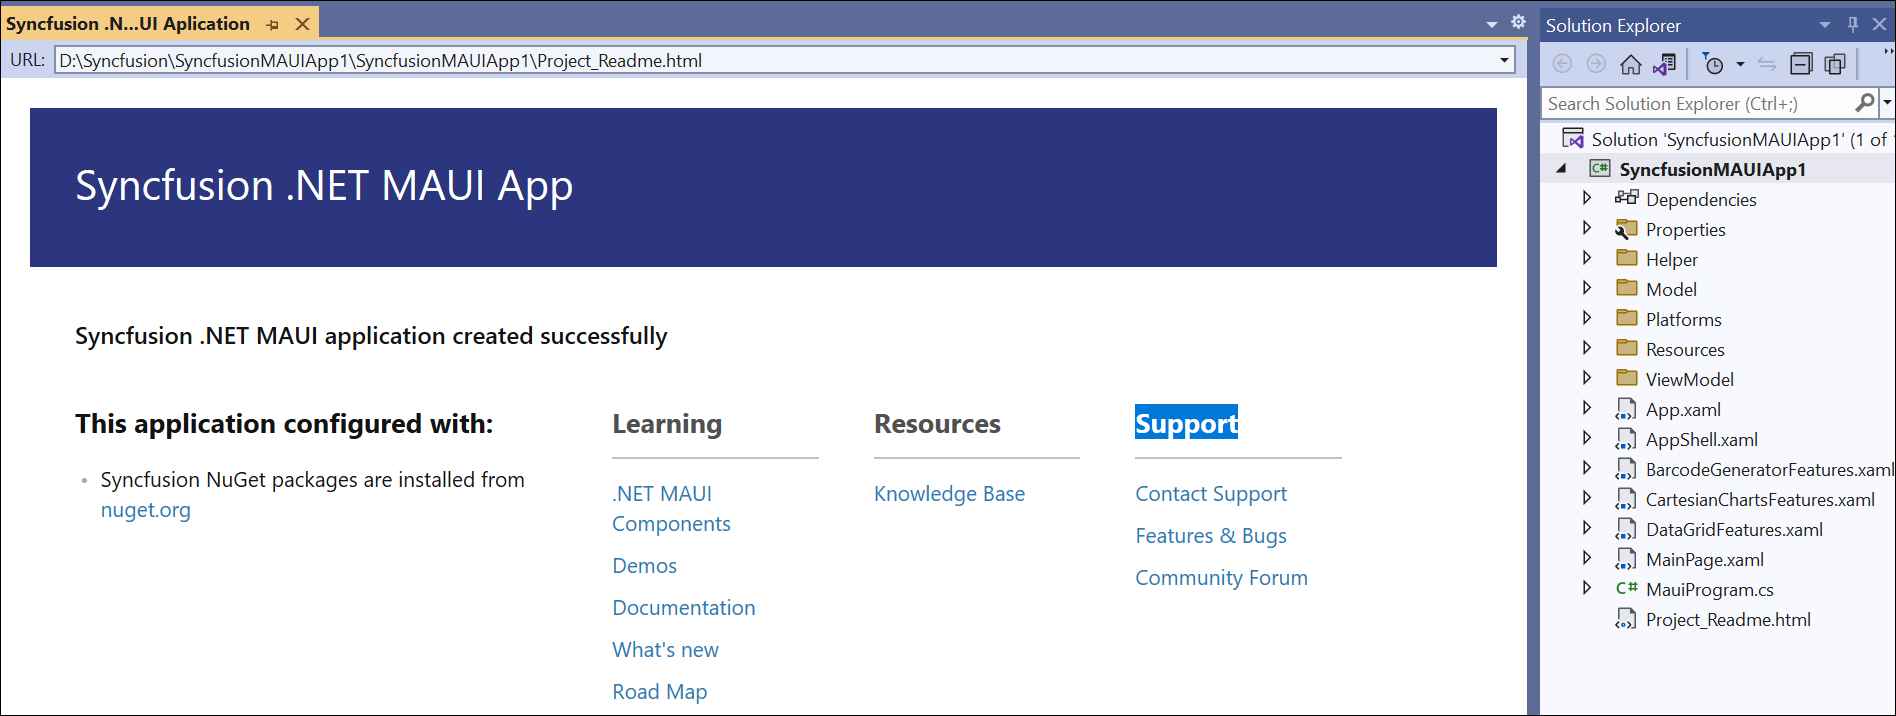 Syncfusion .N...UI Aplication
URL: D:\Syncfusion\SyncfusionMAUIApp1\SyncfusionMAUIApp1\Project_Readme.html
Syncfusion .NET MAUI App
Syncfusion .NET MAUI application created successfully
This application configured with:
Syncfusion NuGet packages are installed from
nuget.org
Learning
.NET MAUI
Components
Demos
Documentation
What's new
Road Map
Resources
Knowledge Base
Support
Contact Support
Features & Bugs
Community Forum
Solution Explorer
Search Solution Explorer (Ctrl+;)
Solution 'SyncfusionMAUIApp1' (1 of
C# SyncfusionMAUIApp1
Dependencies
Properties
Helper
Model
Platforms
Resources
ViewModel
App.xaml
AppShell.xaml
BarcodeGeneratorFeatures.xaml
CartesianChartsFeatures.xaml
DataGridFeatures.xaml
MainPage.xaml
C# MauiProgram.cs
Project_Readme.html